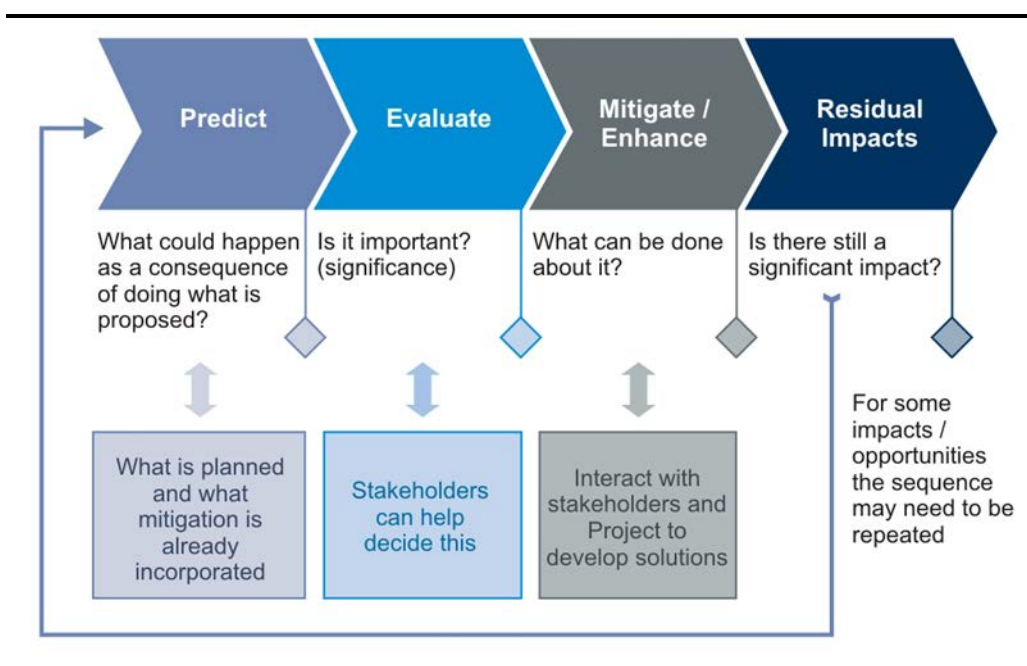 Predict
Evaluate
Mitigate /
Enhance
Residual
Impacts
What could happen
as a consequence
of doing what is
proposed?
Is it important?
(significance)
What can be done
about it?
Is there still a
significant impact?
What is planned
and what
mitigation is
already
incorporated
Stakeholders
can help
decide this
Interact with
stakeholders and
Project to
develop solutions
For some
impacts /
opportunities
the sequence
may need to be
repeated